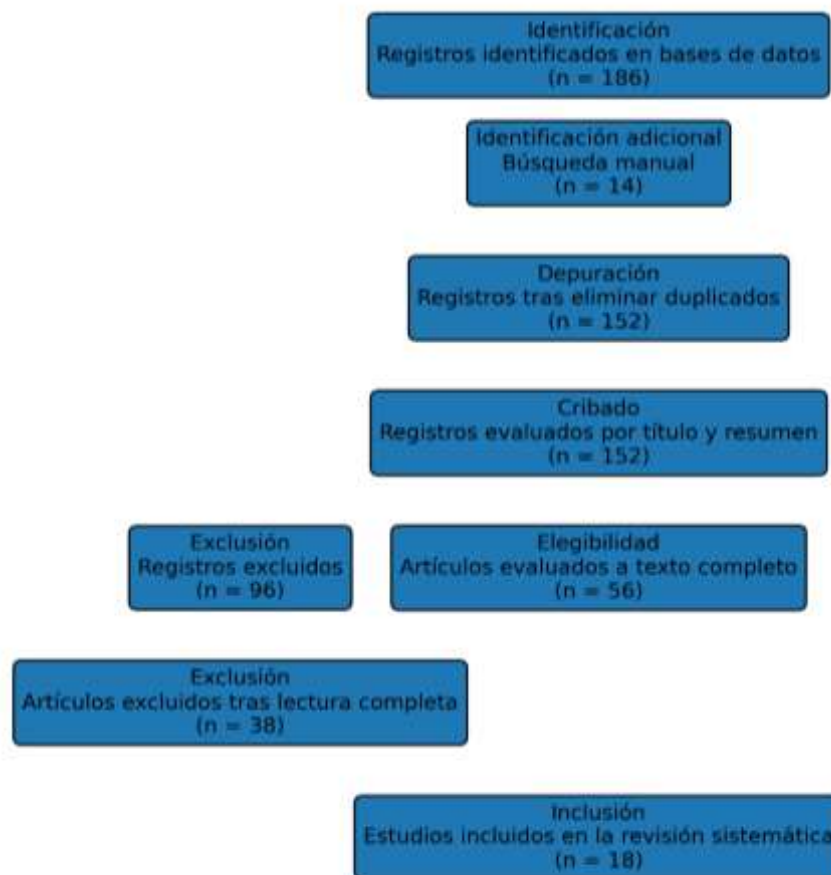 Identificación
Registros identificados en bases de datos
(n = 186)
Identificación adicional
Búsqueda manual
(n = 14)
Depuración
Registros tras eliminar duplicados
(n = 152)
Cribado
Registros evaluados por título y resumen
(n = 152)
Exclusión
Registros excluidos
(n = 96)
Elegibilidad
Artículos evaluados a texto completo
(n = 56)
Exclusión
Artículos excluidos tras lectura completa
(n = 38)
Inclusión
Estudios incluidos en la revisión sistemática
(n = 18)